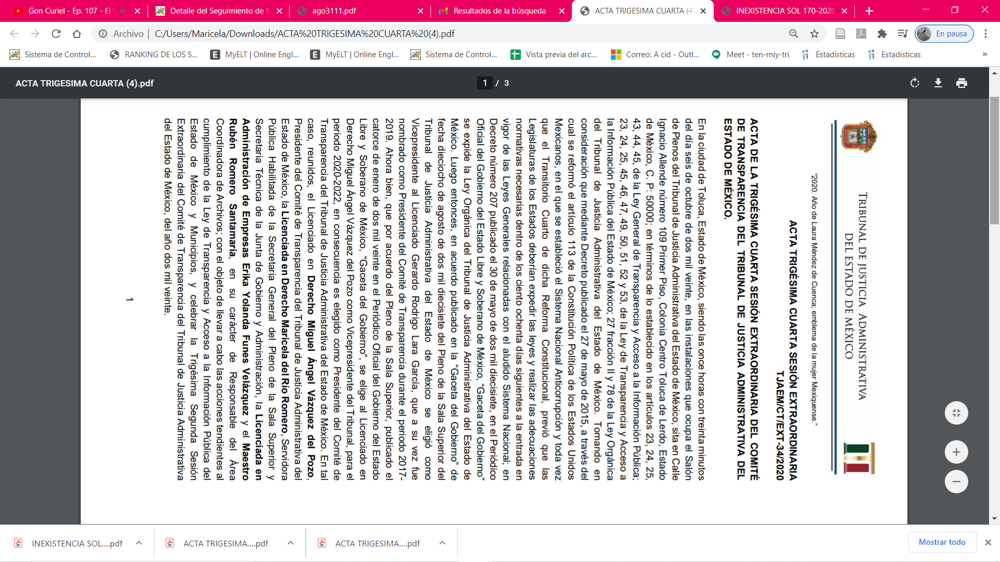 Gon Curiel - Ep. 107 - El
Detalle del Seguimiento de S
ago3111.pdf
Resultados de la búsqueda -
ACTA TRIGESIMA CUARTA (4)
INEXISTENCIA SOL 170-2020
Archivo | C:/Users/Maricela/Downloads/ACTA%20TRIGESIMA%20CUARTA%20(4).pdf
En pausa
Sistema de Control...
RANKING DE LOS S...
MyELT | Online Engl...
MyELT | Online Engl...
Sistema de Control...
Vista previa del arc...
Correo: A cid - Outl...
Meet - ten-rniy-tri
Estadísticas
Estadísticas
»
ACTA TRIGESIMA CUARTA (4).pdf
1 / 3
TRIBUNAL DE JUSTICIA ADMINISTRATIVA
DEL ESTADO DE MÉXICO
"2020. Año de Laura Méndez de Cuenca; emblema de la mujer Mexiquense."
ACTA TRIGÉSIMA CUARTA SESIÓN EXTRAORDINARIA
TJAEM/CT/EXT-34/2020
ACTA DE LA TRIGÉSIMA CUARTA SESIÓN EXTRAORDINARIA DEL COMITÉ
DE TRANSPARENCIA DEL TRIBUNAL DE JUSTICIA ADMINISTRATIVA DEL
ESTADO DE MÉXICO.
En la ciudad de Toluca, Estado de México, siendo las once horas con treinta minutos
del día seis de octubre de dos mil veinte, en las instalaciones que ocupa el Salón
de Plenos del Tribunal de Justicia Administrativa del Estado de México, sita en Calle
Ignacio Allende número 109 Primer Piso, Colonia Centro Toluca de Lerdo, Estado
de México, C. P: 50000; en términos de lo establecido en los artículos 23, 24, 25,
43, 44, 45, de la Ley General de Transparencia y Acceso a la Información Pública;
23, 24, 25, 45, 46, 47, 49, 50, 51, 52 y 53, de la Ley de Transparencia y Acceso a
la Información Pública del Estado de México; 27 fracción II y 78 de la Ley Orgánica
del Tribunal de Justicia Administrativa del Estado de México. Tomando en
consideración que mediante Decreto publicado el 27 de mayo de 2015, a través del
cual se reformó el artículo 113 de la Constitución Política de los Estados Unidos
Mexicanos, en el que se estableció el Sistema Nacional Anticorrupción y toda vez
que el Transitorio Cuarto de dicha Reforma Constitucional, previó que las
Legislaturas de los Estados deberían expedir las leyes y realizar las adecuaciones
normativas necesarias dentro de los ciento ochenta días siguientes a la entrada en
vigor de las Leyes Generales relacionadas con el aludido Sistema Nacional; en
Decreto número 207 publicado el 30 de mayo de dos mil diecisiete, en el Periódico
Oficial del Gobierno del Estado Libre y Soberano de México, "Gaceta del Gobierno"
se expide la Ley Orgánica del Tribunal de Justicia Administrativa del Estado de
México. Luego entonces, en acuerdo publicado en la "Gaceta del Gobierno" de
fecha dieciocho de agosto de dos mil diecisiete del Pleno de la Sala Superior del
Tribunal de Justicia Administrativa del Estado de México se eligió como
Vicepresidente al Licenciado Gerardo Rodrigo Lara García, que a su vez fue
nombrado como Presidente del Comité de Transparencia durante el periodo 2017-
2019. Ahora bien, que por acuerdo del Pleno de la Sala Superior, publicado el
catorce de enero de dos mil veinte en el Periódico Oficial del Gobierno del Estado
Libre y Soberano de México, "Gaceta del Gobierno", se elige al Licenciado en
Derecho Miguel Ángel Vázquez del Pozo como Vicepresidente del Tribunal, para el
periodo 2020-2022, en consecuencia es elegido como Presidente del Comité de
Transparencia del Tribunal de Justicia Administrativa del Estado de México. En tal
caso, reunidos, el Licenciado en Derecho Miguel Ángel Vázquez del Pozo,
Presidente del Comité de Transparencia del Tribunal de Justicia Administrativa del
Estado de México, la Licenciada en Derecho Maricela del Río Romero, Servidora
Pública Habilitada de la Secretaria General del Pleno de la Sala Superior y
Secretaria Técnica de la Junta de Gobierno y Administración, la Licenciada en
Administración de Empresas Erika Yolanda Funes Velázquez y el Maestro
Rubén Romero Santamaria, en su carácter de Responsable del Área
Coordinadora de Archivos; con el objeto de llevar a cabo las acciones tendientes al
cumplimiento de la Ley de Transparencia y Acceso a la Información Pública del
Estado de México y Municipios, y celebrar la Trigésima Segunda Sesión
Extraordinaria del Comité de Transparencia del Tribunal de Justicia Administrativa
del Estado de México, del año dos mil veinte.
1
INEXISTENCIA SOL....pdf
ACTA TRIGESIMA....pdf
ACTA TRIGESIMA....pdf
Mostrar todo